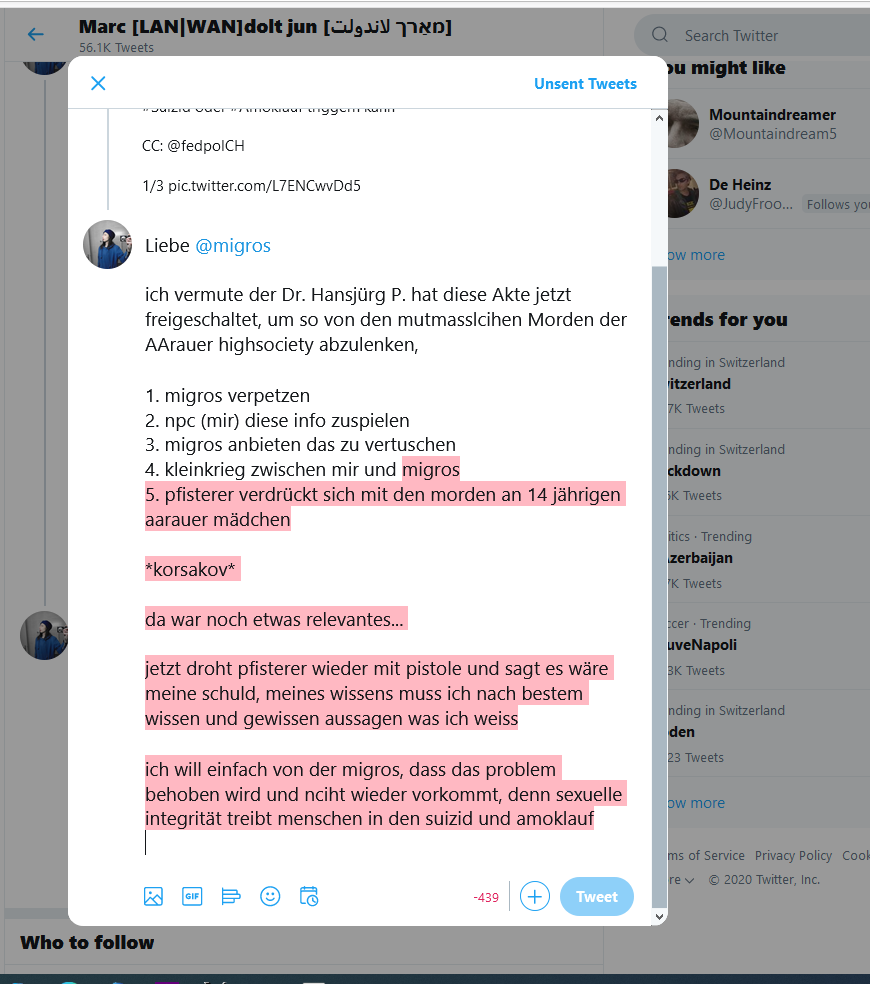 Marc [LAN|WAN]dolt jun [מאַרך لاندولت]
56.1K Tweets
Search Twitter
Unsent Tweets
You might like
#Suizid oder #Amoklauf triggern kann
CC: @fedpolCH
1/3 pic.twitter.com/L7ENCwvDd5
Mountaindreamer
@Mountaindream5
De Heinz
@JudyFroo...
Follows you
ow more
Liebe @migros
ich vermute der Dr. Hansjürg P. hat diese Akte jetzt
freigeschaltet, um so von den mutmasslcihen Morden der
AArauer highsociety abzulenken,
1. migros verpetzen
2. npc (mir) diese info zuspielen
3. migros anbieten das zu vertuschen
4. kleinkrieg zwischen mir und migros
5. pfisterer verdrückt sich mit den morden an 14 jährigen
aarauer mädchen
*korsakov*
da war noch etwas relevantes...
jetzt droht pfisterer wieder mit pistole und sagt es wäre
meine schuld, meines wissens muss ich nach bestem
wissen und gewissen aussagen was ich weiss
ich will einfach von der migros, dass das problem
behoben wird und nciht wieder vorkommt, denn sexuelle
integrität treibt menschen in den suizid und amoklauf
GIF
-439
Tweet
rends for you
nding in Switzerland
witzerland
7K Tweets
nding in Switzerland
ckdown
5K Tweets
itics · Trending
Azerbaijan
7K Tweets
ccer · Trending
uveNapoli
3K Tweets
nding in Switzerland
den
23 Tweets
ow more
ms of Service Privacy Policy Cook
re © 2020 Twitter, Inc.
Who to follow